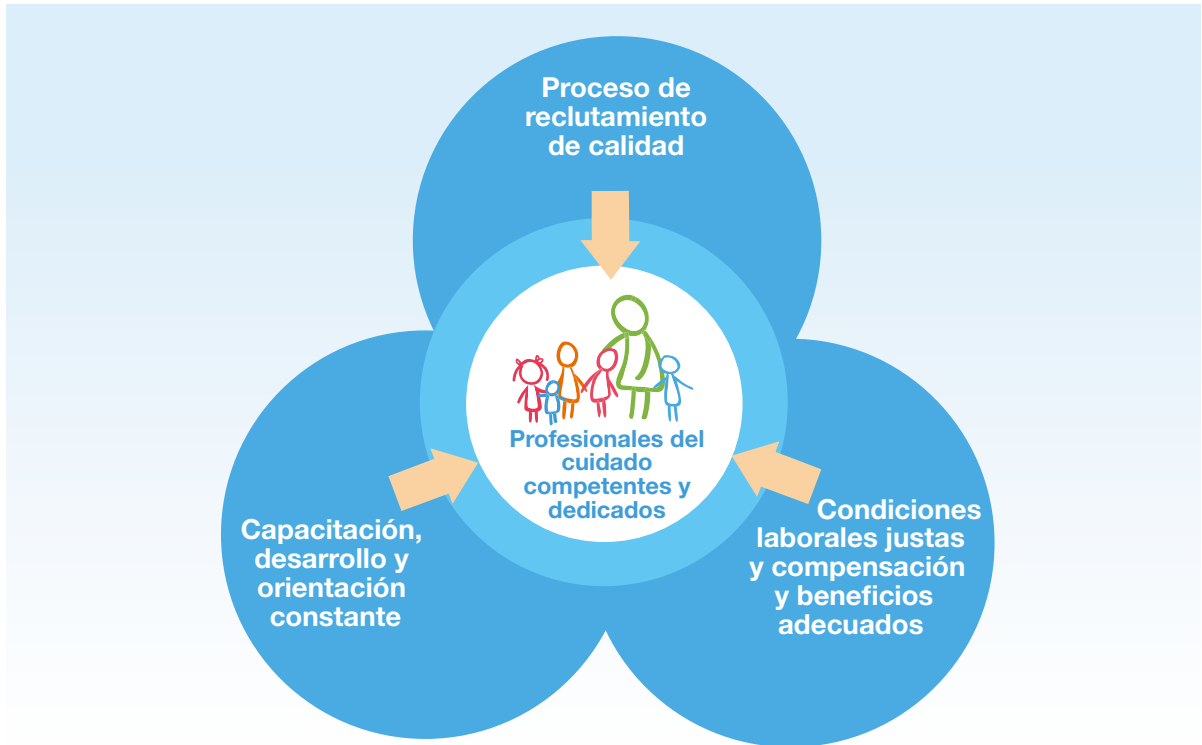 Proceso de
reclutamiento
de calidad
Profesionales del
cuidado
competentes y
dedicados
Capacitación,
desarrollo y
orientación
constante
Condiciones
laborales justas
y compensación
y beneficios
adecuados